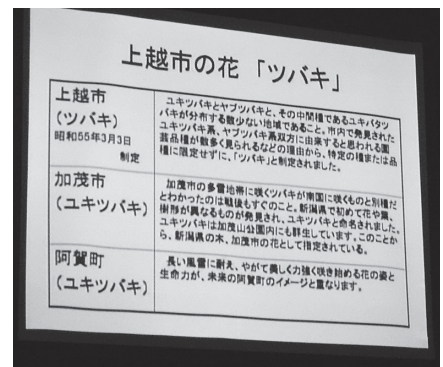 上越市の花 「ツバキ」
上越市
(ツバキ)
昭和55年3月3日
制定
ユキツバキとヤブツバキと、その中間種であるユキバタツ
バキが分布する数少ない地域であること。市内で発見された
ユキツバキ系、ヤブツバキ系双方に由来すると思われる園
芸品種が数多く見られるなどの理由から、特定の種または品
種に限定せずに、「ツバキ」と制定されました。
加茂市
(ユキツバキ)
加茂市の多雪地帯に咲くツバキが南国に咲くものと別種だ
とわかったのは戦後もすぐのこと。新潟県で初めて花や葉、
樹形が異なるものが発見され、ユキツバキと命名されました。
ユキツバキは加茂山公園内にも群生しています。このことか
ら、新潟県の木、加茂市の花として指定されている。
阿賀町
(ユキツバキ)
長い風雪に耐え、やがて美しく力強く咲き始める花の姿と
生命力が、未来の阿賀町のイメージと重なります。